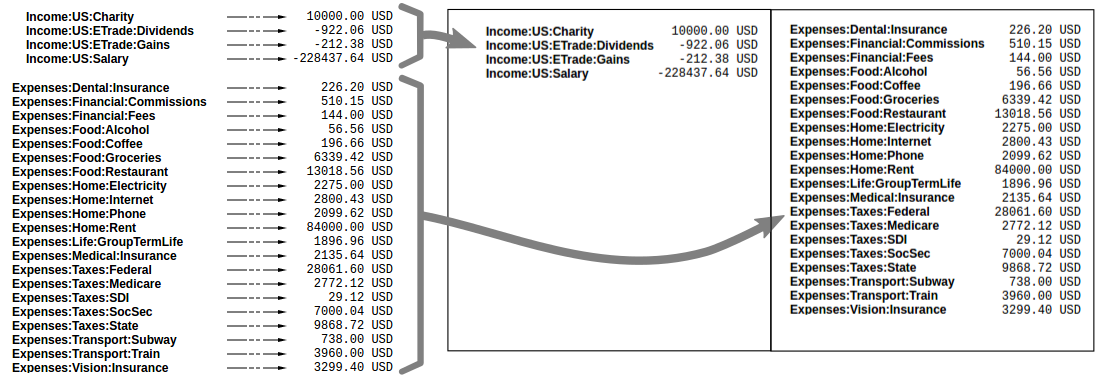 Income:US:Charity 10000.00 USD
Income:US:ETrade:Dividends -922.06 USD
Income:US:ETrade:Gains -212.38 USD
Income:US:Salary -228437.64 USD
Expenses:Dental:Insurance 226.20 USD
Expenses:Financial:Commissions 510.15 USD
Expenses:Financial:Fees 144.00 USD
Expenses:Food:Alcohol 56.56 USD
Expenses:Food:Coffee 196.66 USD
Expenses:Food:Groceries 6339.42 USD
Expenses:Food:Restaurant 13018.56 USD
Expenses:Home:Electricity 2275.00 USD
Expenses:Home:Internet 2800.43 USD
Expenses:Home:Phone 2099.62 USD
Expenses:Home:Rent 84000.00 USD
Expenses:Life:GroupTermLife 1896.96 USD
Expenses:Medical:Insurance 2135.64 USD
Expenses:Taxes:Federal 28061.60 USD
Expenses:Taxes:Medicare 2772.12 USD
Expenses:Taxes:SDI 29.12 USD
Expenses:Taxes:SocSec 7000.04 USD
Expenses:Taxes:State 9868.72 USD
Expenses:Transport:Subway 738.00 USD
Expenses:Transport:Train 3960.00 USD
Expenses:Vision:Insurance 3299.40 USD
Income:US:Charity 10000.00 USD
Income:US:ETrade:Dividends -922.06 USD
Income:US:ETrade:Gains -212.38 USD
Income:US:Salary -228437.64 USD
Expenses:Dental:Insurance 226.20 USD
Expenses:Financial:Commissions 510.15 USD
Expenses:Financial:Fees 144.00 USD
Expenses:Food:Alcohol 56.56 USD
Expenses:Food:Coffee 196.66 USD
Expenses:Food:Groceries 6339.42 USD
Expenses:Food:Restaurant 13018.56 USD
Expenses:Home:Electricity 2275.00 USD
Expenses:Home:Internet 2800.43 USD
Expenses:Home:Phone 2099.62 USD
Expenses:Home:Rent 84000.00 USD
Expenses:Life:GroupTermLife 1896.96 USD
Expenses:Medical:Insurance 2135.64 USD
Expenses:Taxes:Federal 28061.60 USD
Expenses:Taxes:Medicare 2772.12 USD
Expenses:Taxes:SDI 29.12 USD
Expenses:Taxes:SocSec 7000.04 USD
Expenses:Taxes:State 9868.72 USD
Expenses:Transport:Subway 738.00 USD
Expenses:Transport:Train 3960.00 USD
Expenses:Vision:Insurance 3299.40 USD